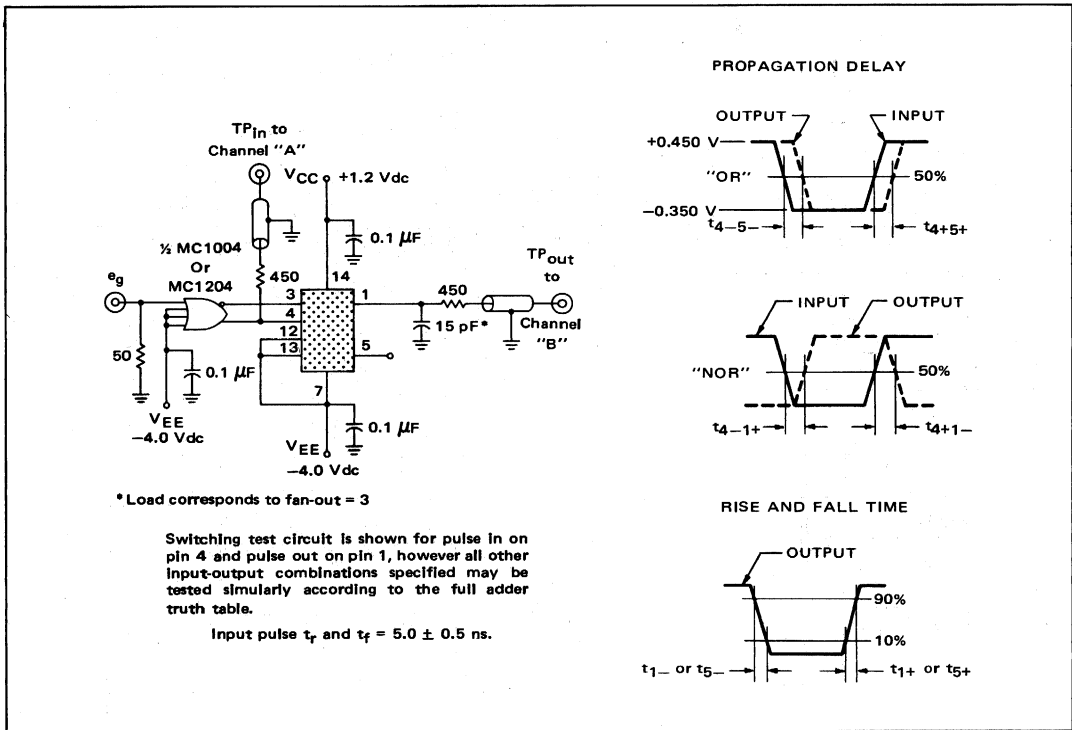 TPin to
Channel "A"
VCC +1.2 Vdc
½ MC1004
Or
MC1204
0.1 μF
eg
450
14
3
1
450
TPout
to
Channel
"B"
4
12
13
5
15 pF*
50
0.1 μF
7
VEE
-4.0 Vdc
0.1 μF
VEE
-4.0 Vdc
* Load corresponds to fan-out = 3
Switching test circuit is shown for pulse in on
pin 4 and pulse out on pin 1, however all other
input-output combinations specified may be
tested simularly according to the full adder
truth table.
Input pulse tr and tf = 5.0 ± 0.5 ns.
PROPAGATION DELAY
OUTPUT INPUT
+0.450 V
"OR" 50%
-0.350 V
t4-5- t4+5+
INPUT OUTPUT
"NOR" 50%
t4-1+ t4+1-
RISE AND FALL TIME
OUTPUT
90%
10%
t1- or t5- t1+ or t5+